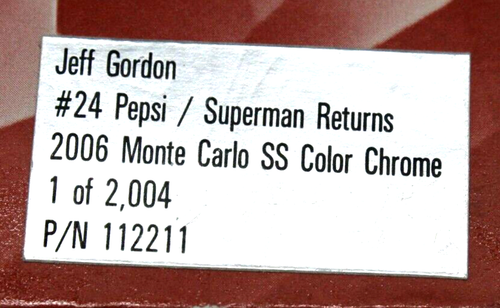 Jeff Gordon
#24 Pepsi / Superman Returns
2006 Monte Carlo SS Color Chrome
1 of 2,004
P/N 112211